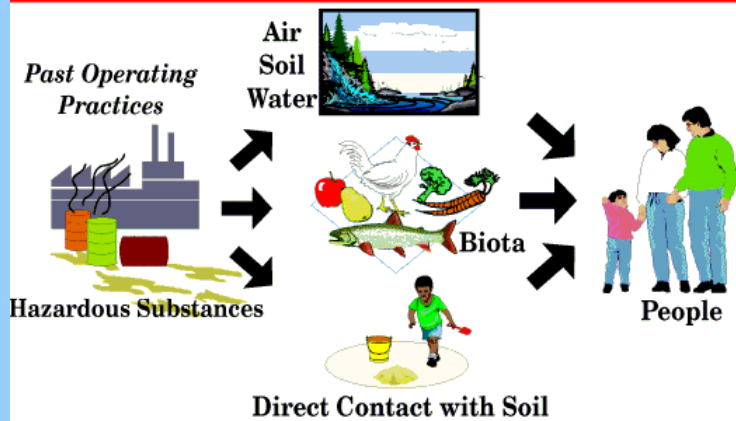 Past Operating
Practices
Hazardous Substances
Air
Soil
Water
Biota
Direct Contact with Soil
People